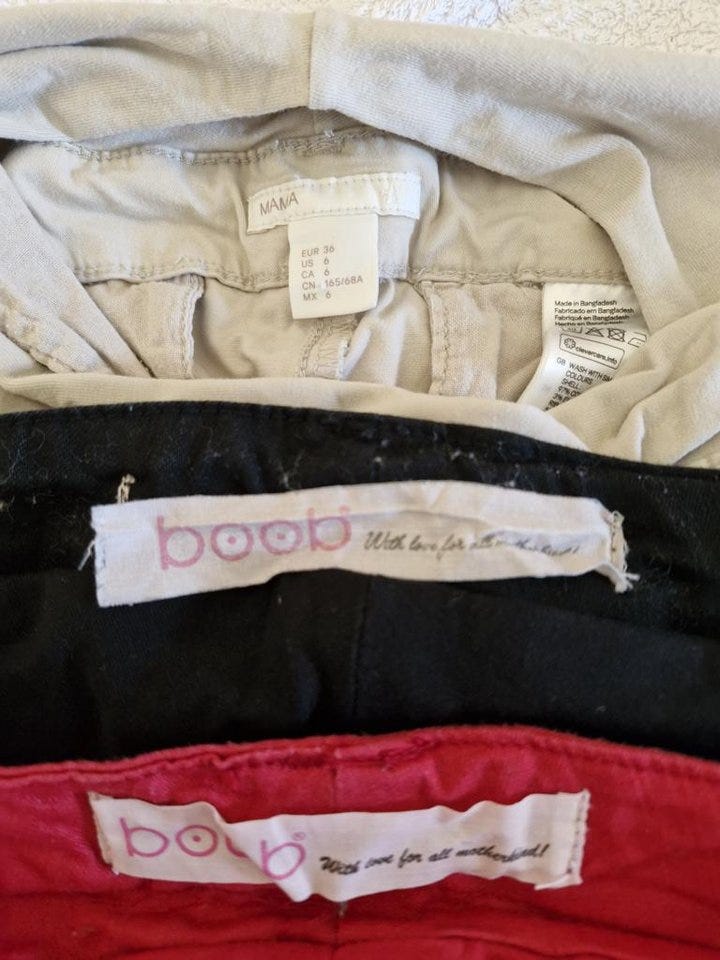 MAMA
EUR 36
US 6
CA 6
CN 165/68A
MX 6
Made in Bangladesh
Fabricado en Bangladesh
Fabriqué en Bangladesh
clevercare.info
GB WASH WITH
COLOURS
SHELL:
boob®
With love for all
boob®
With love for all motherkind!